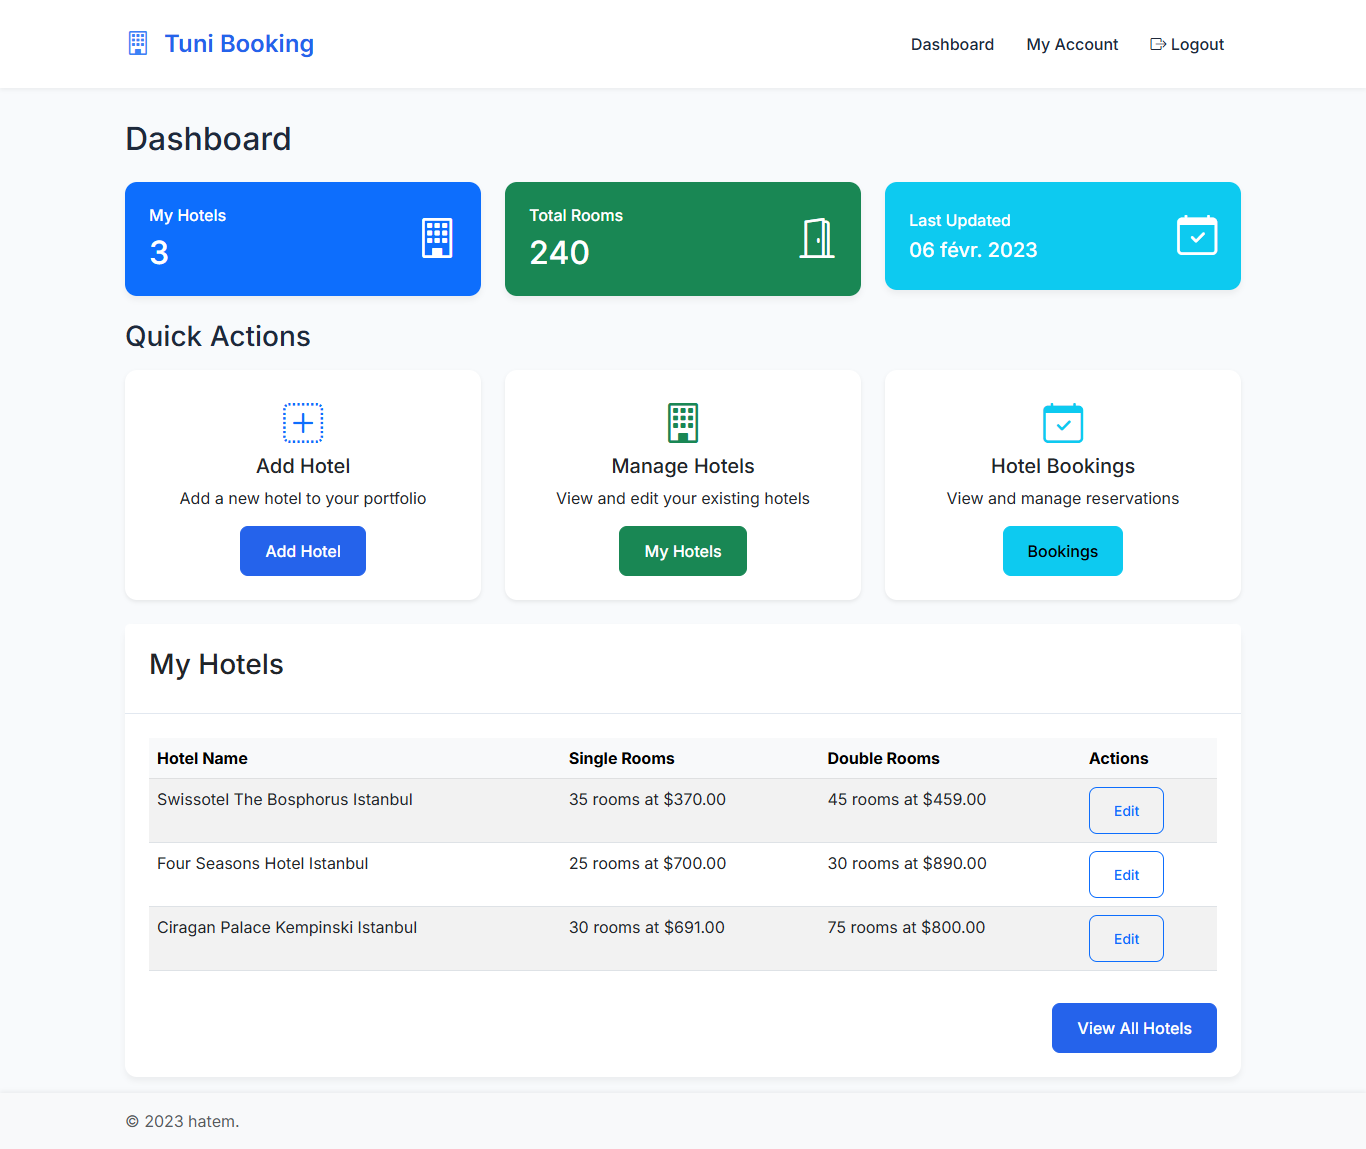 Tuni Booking
Dashboard My Account Logout
Dashboard
My Hotels
3
Total Rooms
240
Last Updated
06 févr. 2023
Quick Actions
Add Hotel
Add a new hotel to your portfolio
Add Hotel
Manage Hotels
View and edit your existing hotels
My Hotels
Hotel Bookings
View and manage reservations
Bookings
My Hotels
Hotel Name Single Rooms Double Rooms Actions
Swissotel The Bosphorus Istanbul 35 rooms at $370.00 45 rooms at $459.00 Edit
Four Seasons Hotel Istanbul 25 rooms at $700.00 30 rooms at $890.00 Edit
Ciragan Palace Kempinski Istanbul 30 rooms at $691.00 75 rooms at $800.00 Edit
View All Hotels
© 2023 hatem.